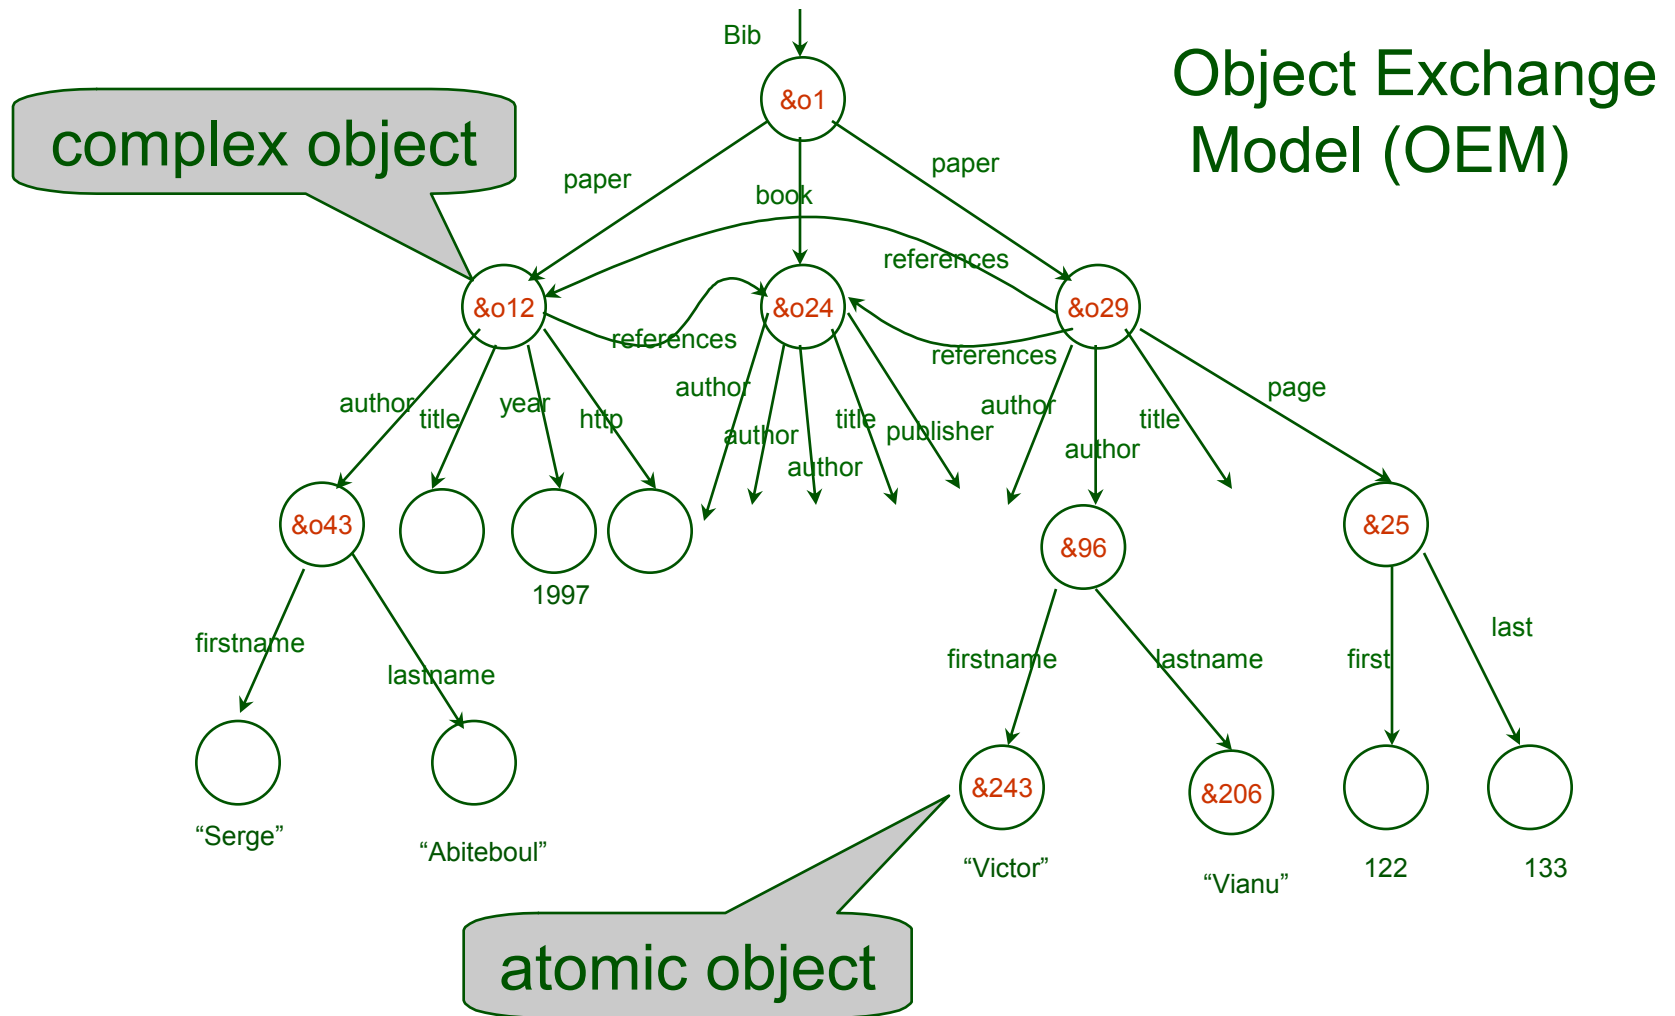 Bib
Object Exchange
Model (OEM)
&o1
complex object
paper
book
paper
references
&o12
&o24
&o29
references
references
author
title
year
http
author
author
author
title
publisher
author
author
title
page
&o43
&96
&25
1997
firstname
lastname
firstname
lastname
first
last
&243
&206
“Serge”
“Abiteboul”
“Victor”
“Vianu”
122
133
atomic object